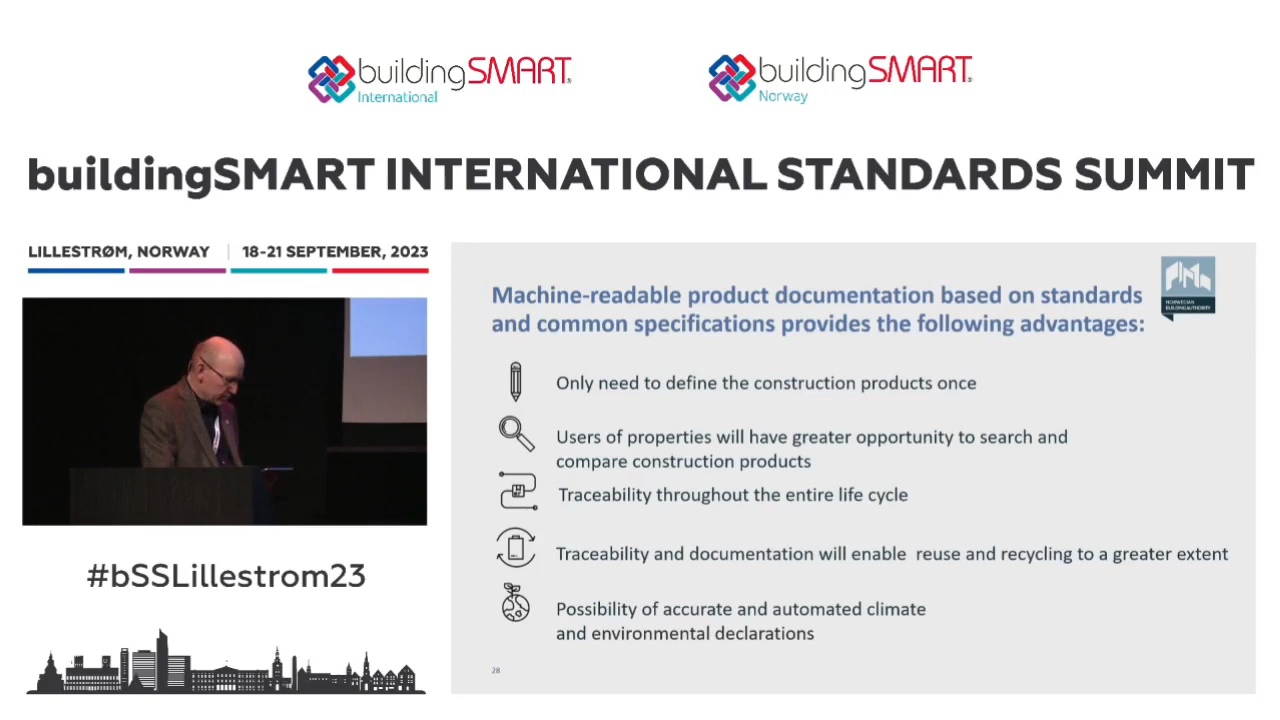 buildingSMART®
International
buildingSMART®
Norway
buildingSMART INTERNATIONAL STANDARDS SUMMIT
LILLESTRØM, NORWAY | 18-21 SEPTEMBER, 2023
Machine-readable product documentation based on standards
and common specifications provides the following advantages:
NORWEGIAN
BUILDING AUTHORITY
Only need to define the construction products once
Users of properties will have greater opportunity to search and
compare construction products
Traceability throughout the entire life cycle
Traceability and documentation will enable reuse and recycling to a greater extent
Possibility of accurate and automated climate
and environmental declarations
28
#bSSLillestrom23